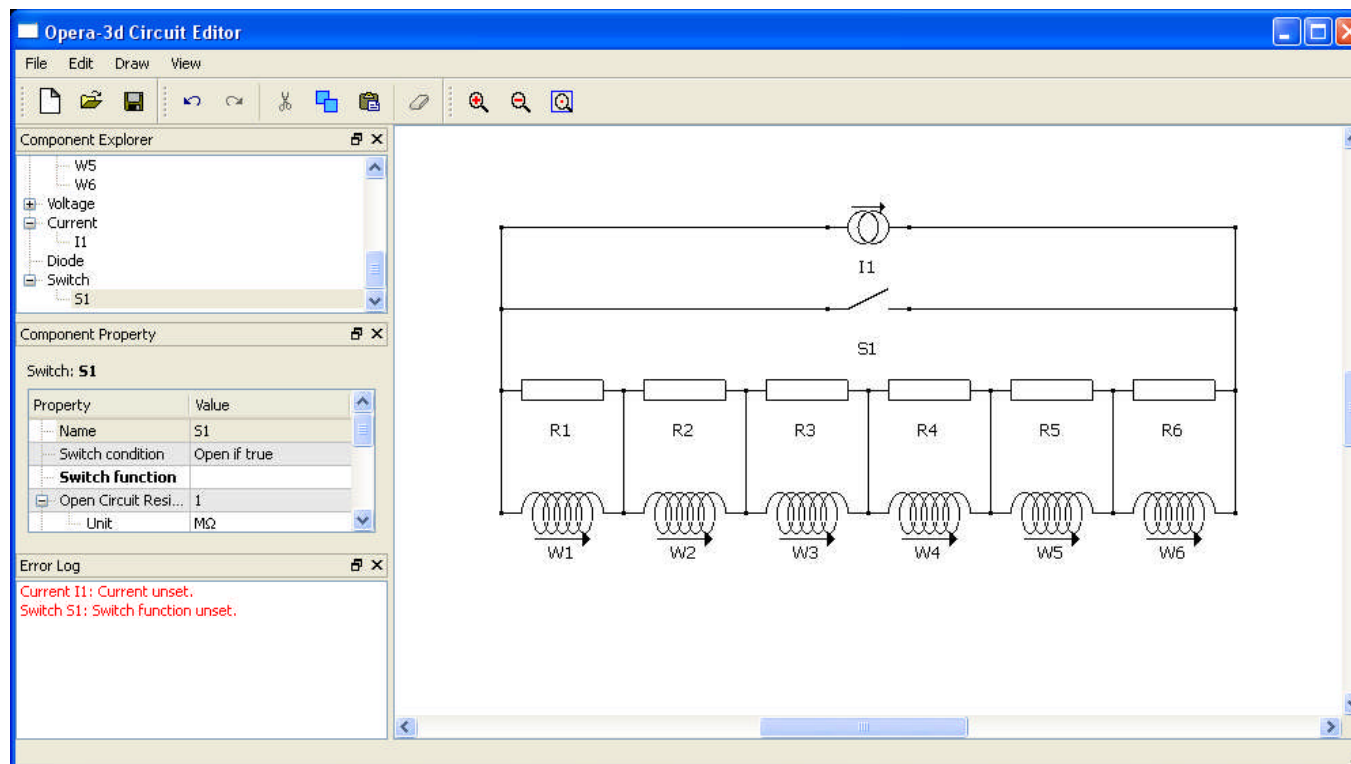 Opera-3d Circuit Editor
File Edit Draw View
Component Explorer
W5
W6
Voltage
Current
I1
Diode
Switch
S1
Component Property
Switch: S1
Property Value
Name S1
Switch condition Open if true
Switch function
Open Circuit Resi... 1
Unit MΩ
Error Log
Current I1: Current unset.
Switch S1: Switch function unset.
I1
S1
R1 R2 R3 R4 R5 R6
W1 W2 W3 W4 W5 W6